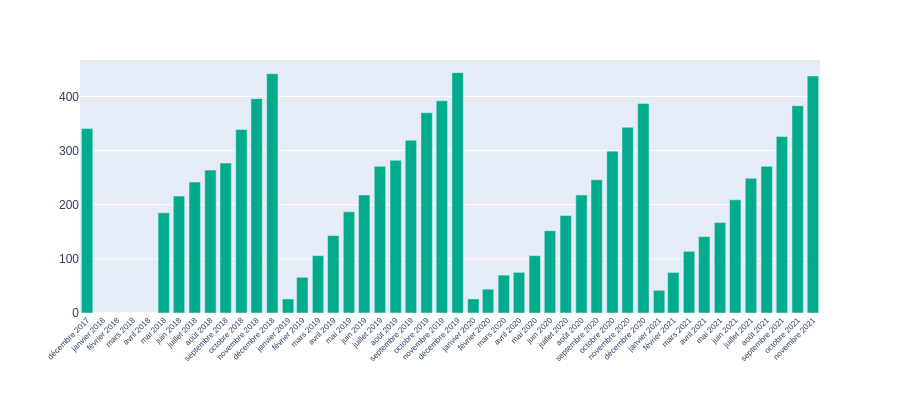 400
300
200
100
0
décembre 2017
janvier 2018
février 2018
mars 2018
avril 2018
mai 2018
juin 2018
juillet 2018
août 2018
septembre 2018
octobre 2018
novembre 2018
décembre 2018
janvier 2019
février 2019
mars 2019
avril 2019
mai 2019
juin 2019
juillet 2019
août 2019
septembre 2019
octobre 2019
novembre 2019
décembre 2019
janvier 2020
février 2020
mars 2020
avril 2020
mai 2020
juin 2020
juillet 2020
août 2020
septembre 2020
octobre 2020
novembre 2020
décembre 2020
janvier 2021
février 2021
mars 2021
avril 2021
mai 2021
juin 2021
juillet 2021
août 2021
septembre 2021
octobre 2021
novembre 2021